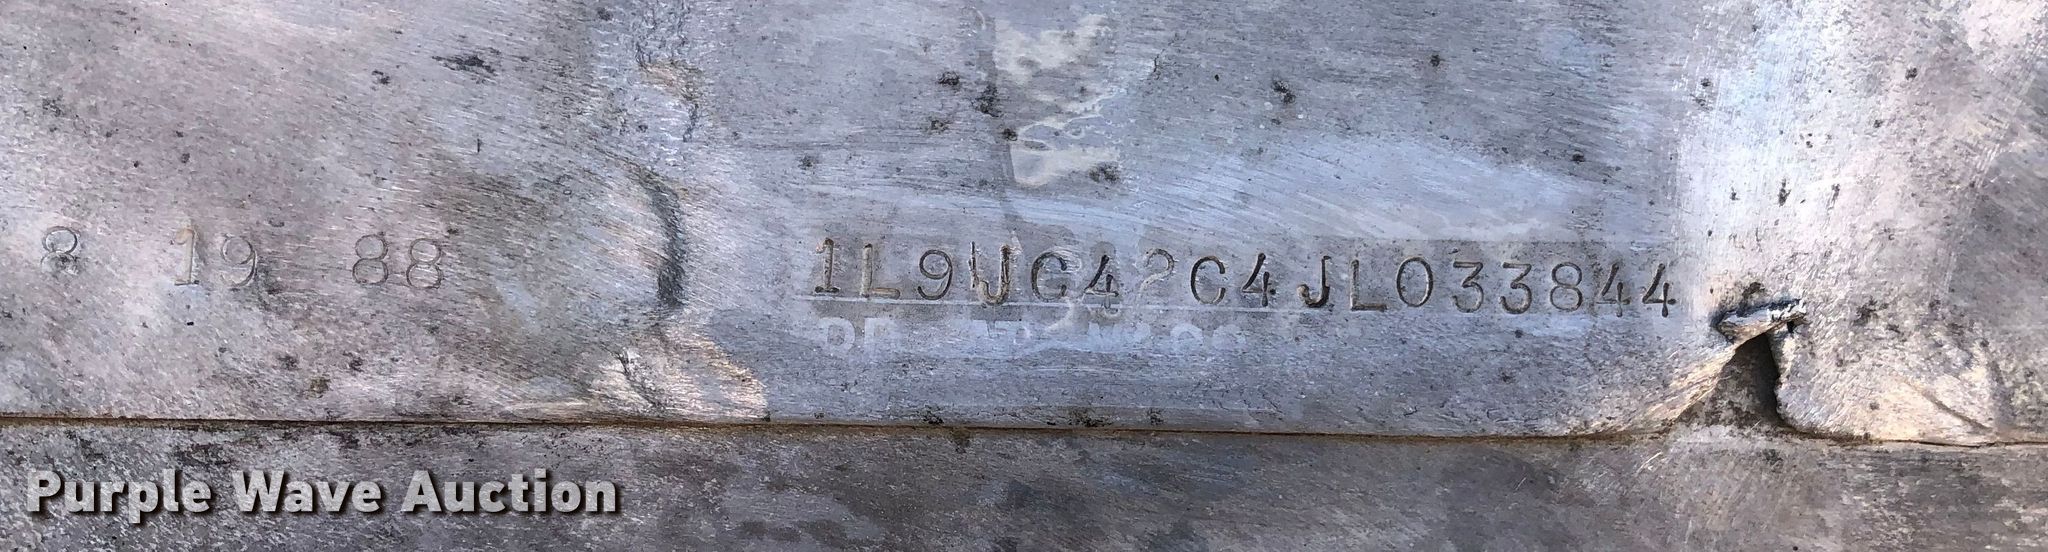 8 19 88 1L9UC42C4JL033844
Purple Wave Auction